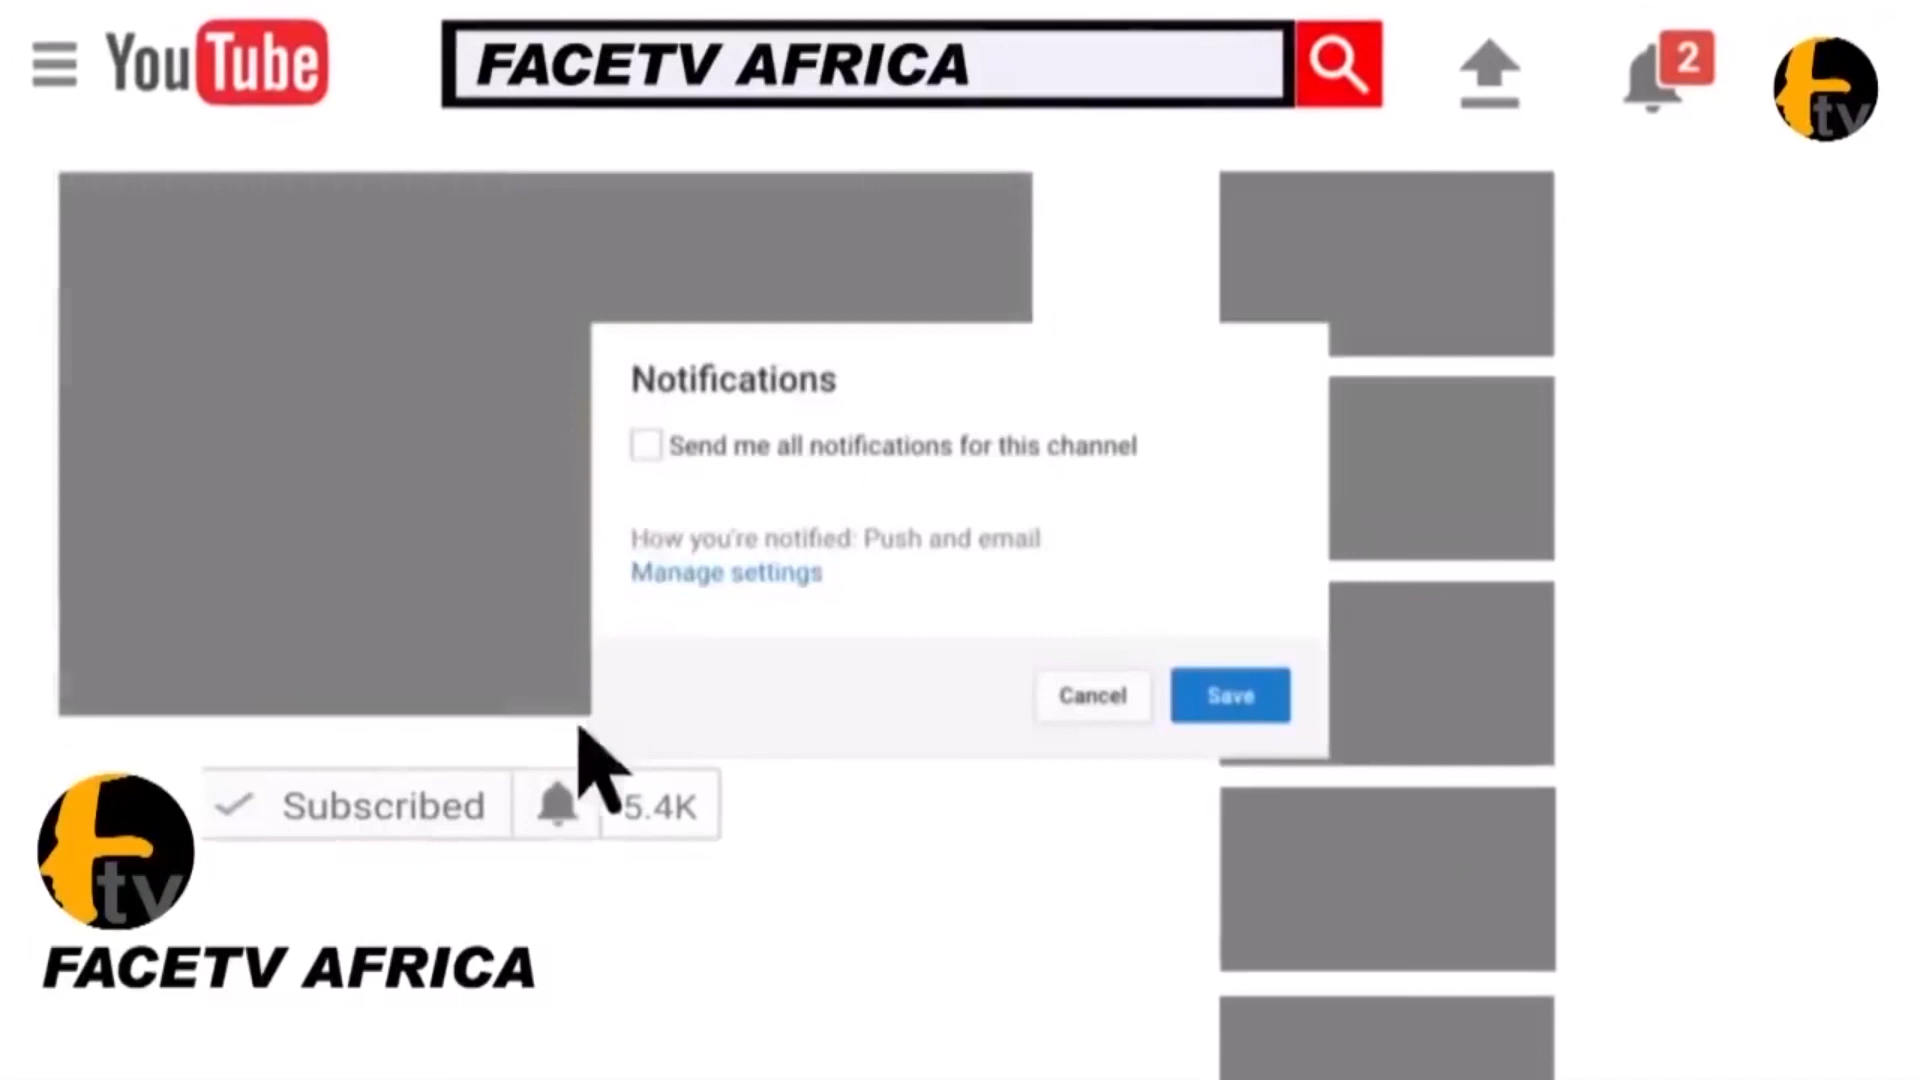 YouTube
FACETV AFRICA
2
tv
Notifications
Send me all notifications for this channel
How you're notified: Push and email
Manage settings
Cancel
Save
Subscribed
5.4K
tv
FACETV AFRICA